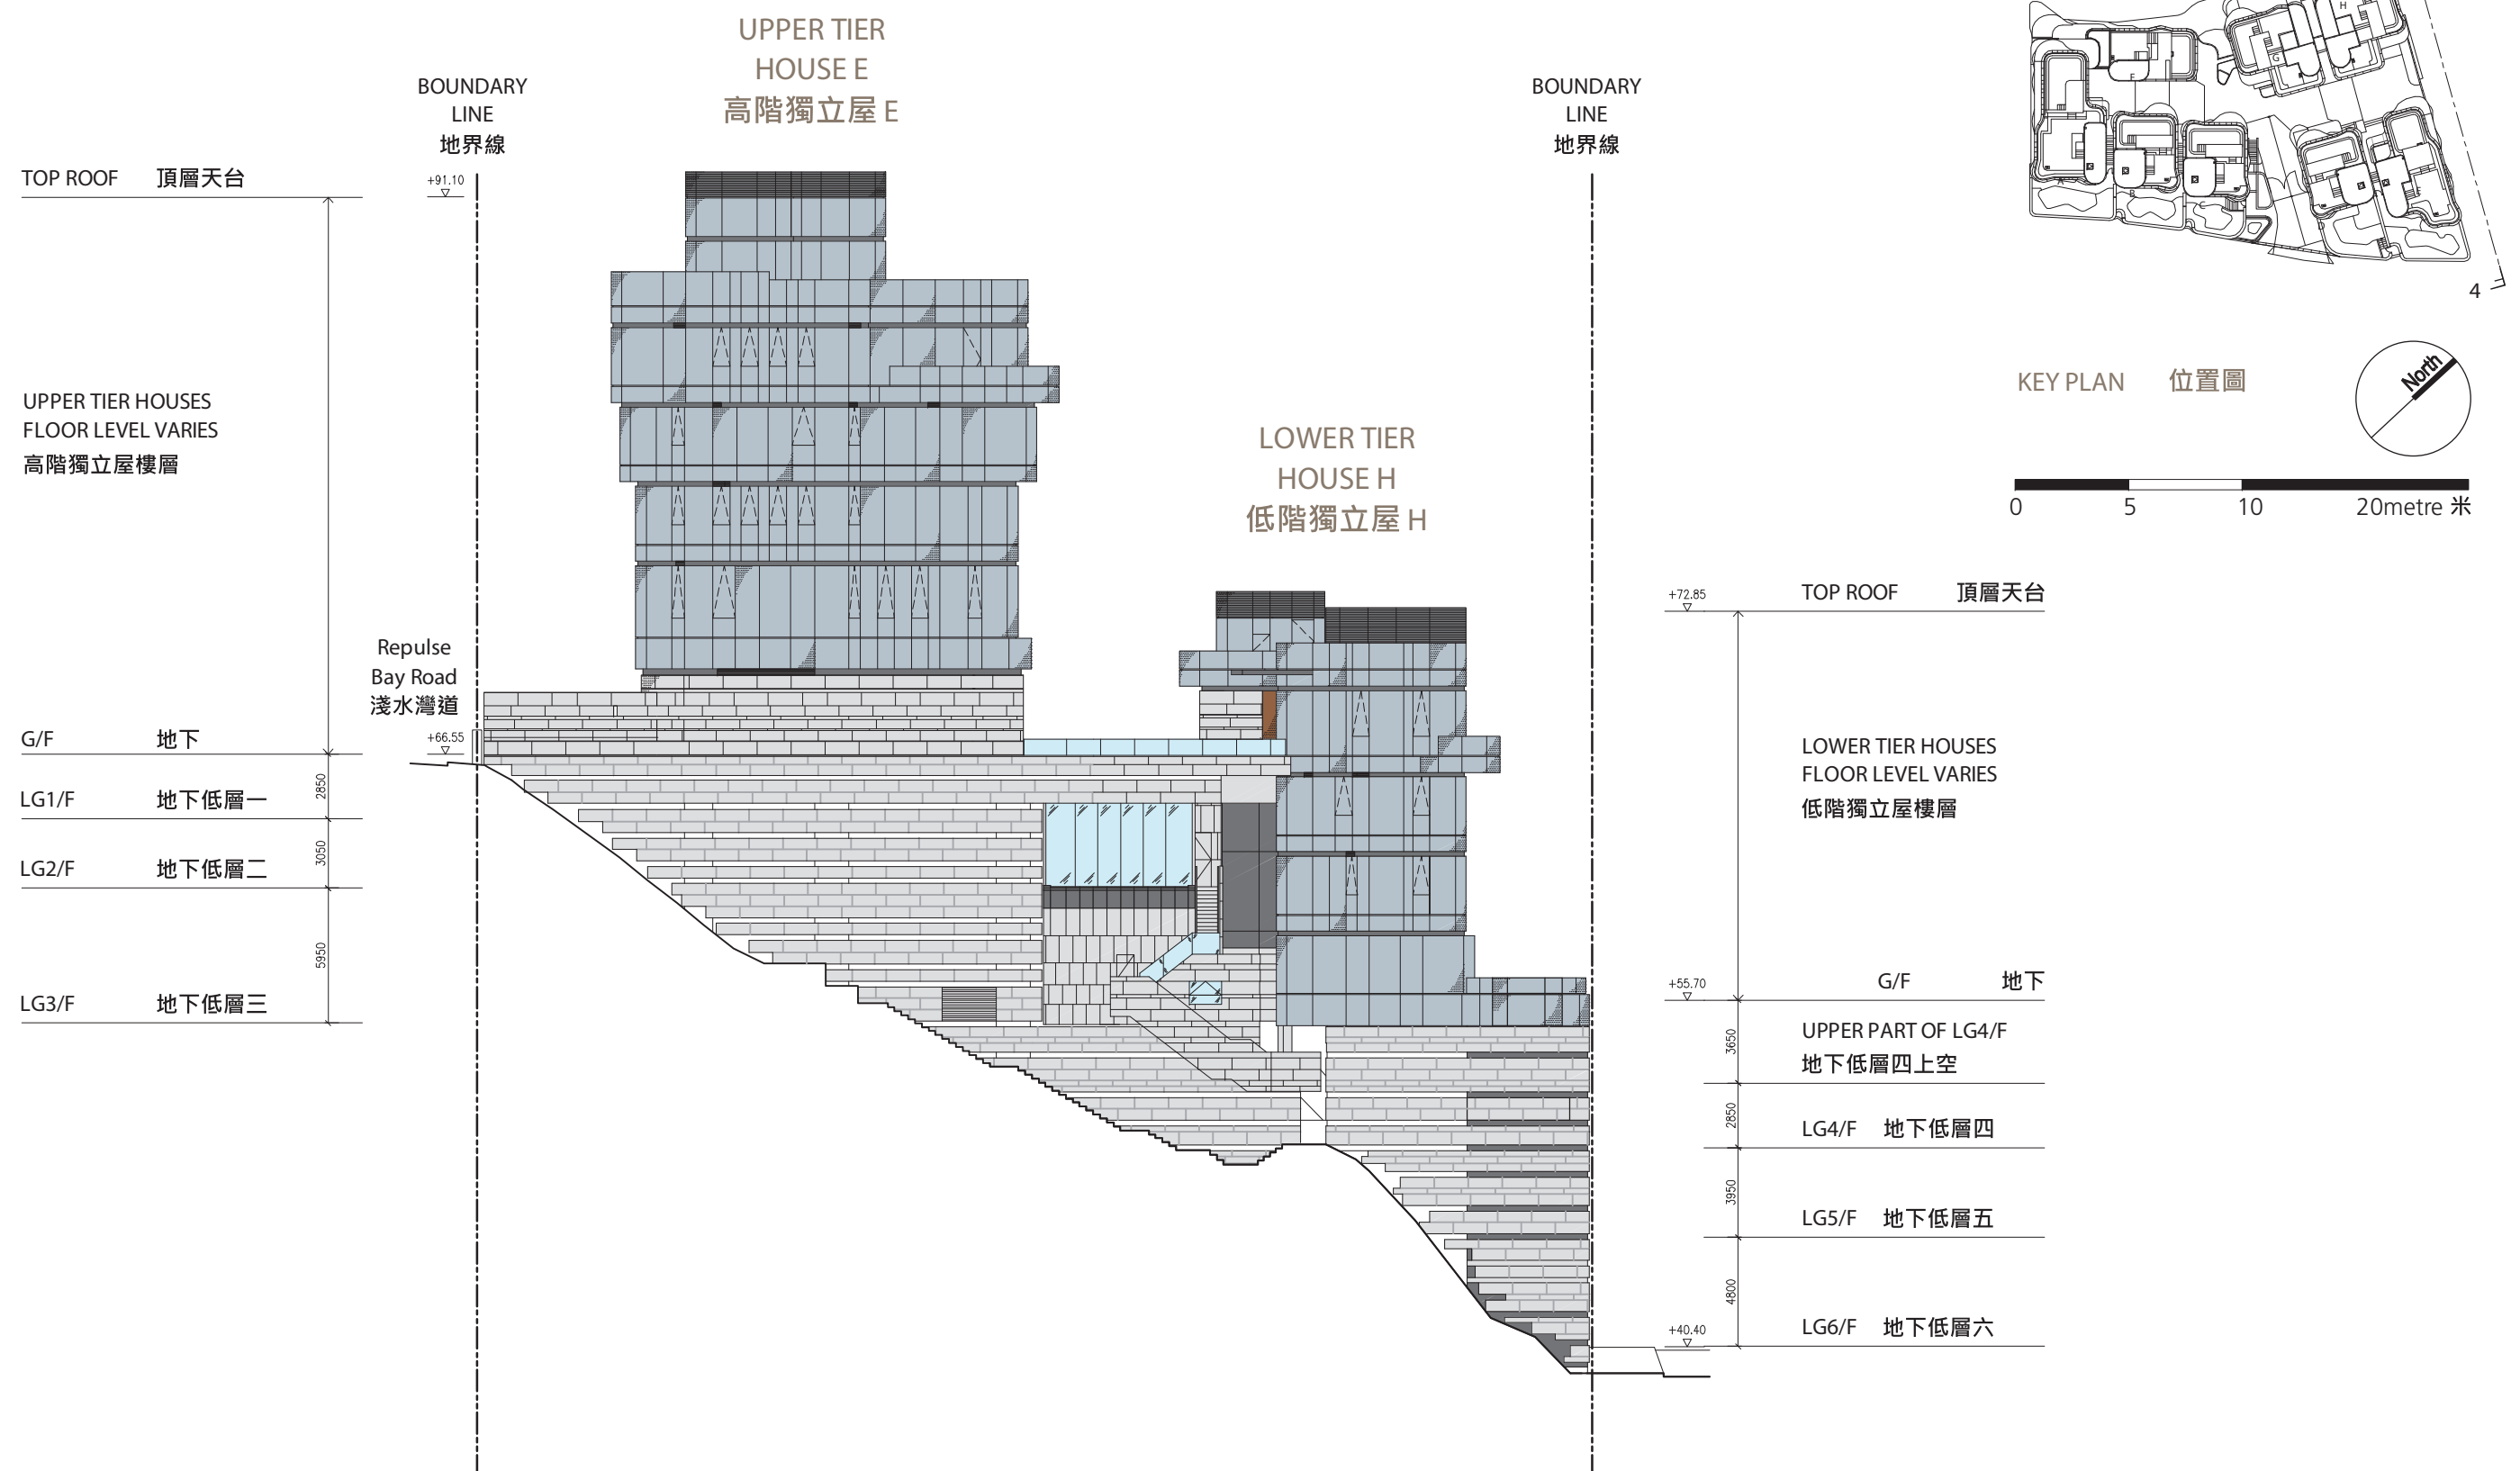 UPPER TIER
HOUSE E
高階獨立屋 E
BOUNDARY
LINE
地界線
BOUNDARY
LINE
地界線
TOP ROOF 頂層天台
+91.10
UPPER TIER HOUSES
FLOOR LEVEL VARIES
高階獨立屋樓層
Repulse
Bay Road
淺水灣道
G/F 地下
+66.55
2850
LG1/F 地下低層一
3050
LG2/F 地下低層二
5950
LG3/F 地下低層三
LOWER TIER
HOUSE H
低階獨立屋 H
H
G
F
A
B
4
KEY PLAN 位置圖
North
0 5 10 20metre 米
+72.85
TOP ROOF 頂層天台
LOWER TIER HOUSES
FLOOR LEVEL VARIES
低階獨立屋樓層
+55.70
G/F 地下
3650
UPPER PART OF LG4/F
地下低層四上空
2850
LG4/F 地下低層四
3950
LG5/F 地下低層五
4800
+40.40
LG6/F 地下低層六